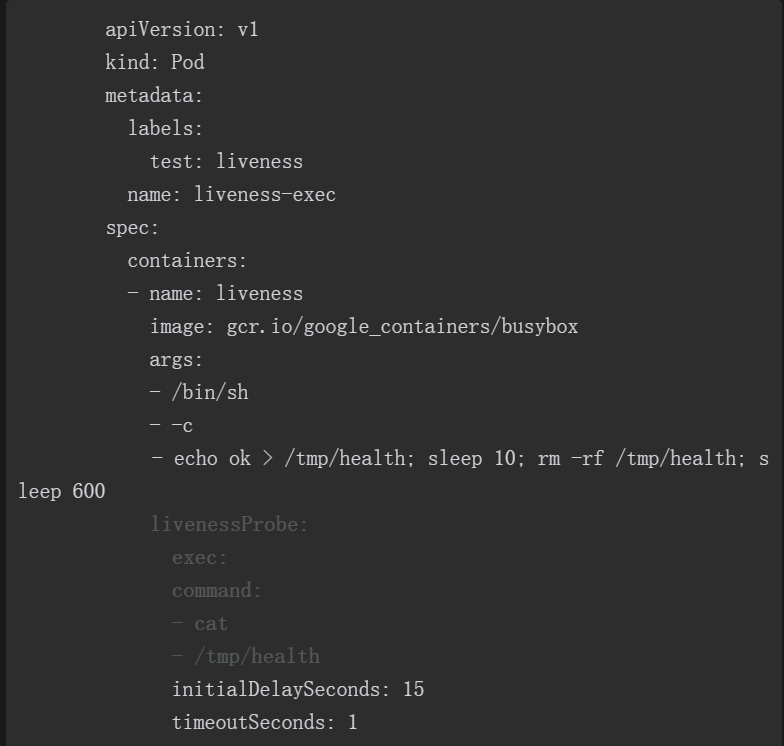 apiVersion: v1
kind: Pod
metadata:
  labels:
    test: liveness
  name: liveness-exec
spec:
  containers:
  - name: liveness
    image: gcr.io/google_containers/busybox
    args:
    - /bin/sh
    - -c
    - echo ok > /tmp/health; sleep 10; rm -rf /tmp/health; s
leep 600
    livenessProbe:
      exec:
      command:
      - cat
      - /tmp/health
      initialDelaySeconds: 15
      timeoutSeconds: 1